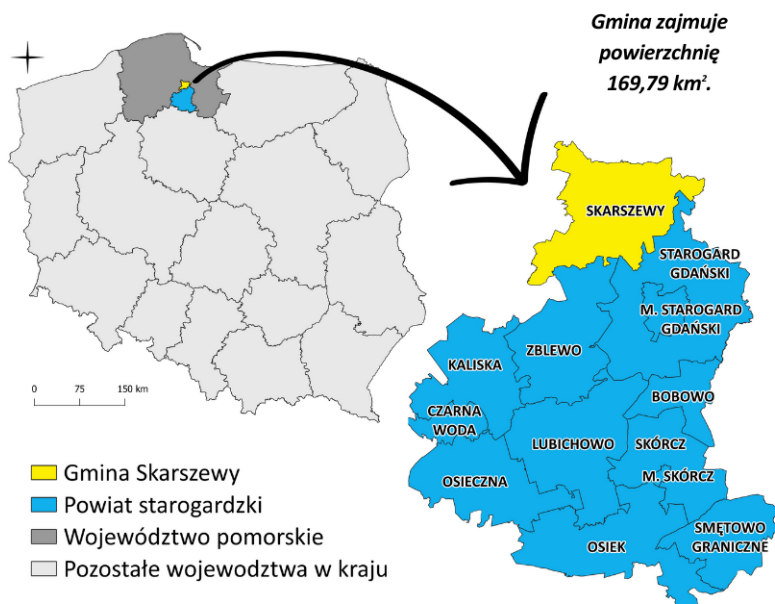 Gmina zajmuje
powierzchnię
169,79 km².
SKARSZEWY
STAROGARD
GDAŃSKI
M. STAROGARD
GDAŃSKI
ZBLEWO
KALISKA
BOBOWO
CZARNA
WODA
LUBICHOWO
SKÓRCZ
M. SKÓRCZ
OSIECZNA
SMĘTOWO
GRANICZNE
OSIEK
0 75 150 km
Gmina Skarszewy
Powiat starogardzki
Województwo pomorskie
Pozostałe wojewodztwa w kraju